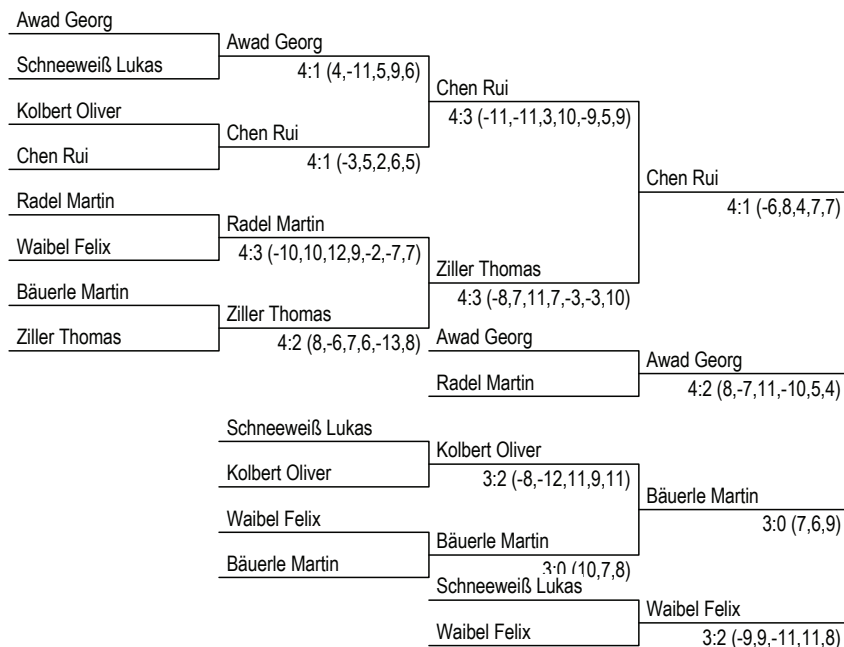 Awad Georg
Awad Georg
Schneeweiß Lukas
4:1 (4,-11,5,9,6)
Chen Rui
Kolbert Oliver
4:3 (-11,-11,3,10,-9,5,9)
Chen Rui
Chen Rui
4:1 (-3,5,2,6,5)
Chen Rui
Radel Martin
4:1 (-6,8,4,7,7)
Radel Martin
Waibel Felix
4:3 (-10,10,12,9,-2,-7,7)
Ziller Thomas
Bäuerle Martin
4:3 (-8,7,11,7,-3,-3,10)
Ziller Thomas
Ziller Thomas
4:2 (8,-6,7,6,-13,8)
Awad Georg
Awad Georg
Radel Martin
4:2 (8,-7,11,-10,5,4)
Schneeweiß Lukas
Kolbert Oliver
Kolbert Oliver
3:2 (-8,-12,11,9,11)
Bäuerle Martin
Waibel Felix
3:0 (7,6,9)
Bäuerle Martin
Bäuerle Martin
3:0 (10,7,8)
Schneeweiß Lukas
Waibel Felix
Waibel Felix
3:2 (-9,9,-11,11,8)